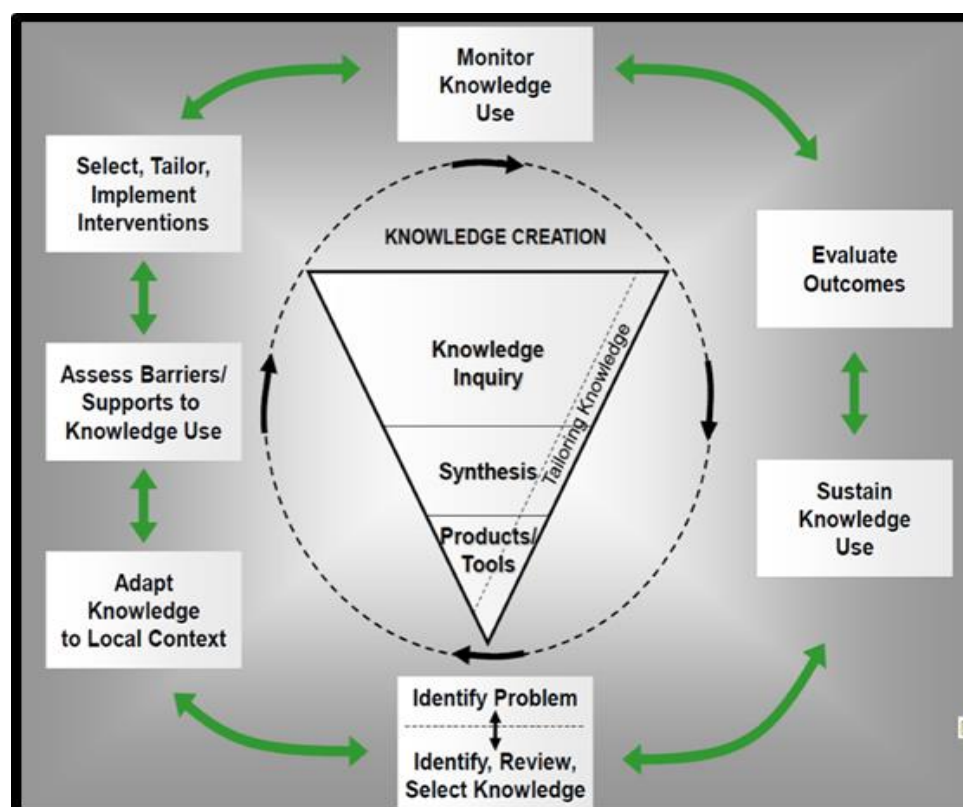 Monitor
Knowledge
Use
Select, Tailor,
Implement
Interventions
KNOWLEDGE CREATION
Evaluate
Outcomes
Knowledge
Inquiry
Tailoring Knowledge
Assess Barriers/
Supports to
Knowledge Use
Synthesis
Sustain
Knowledge
Use
Products/
Tools
Adapt
Knowledge
to Local Context
Identify Problem
Identify, Review,
Select Knowledge